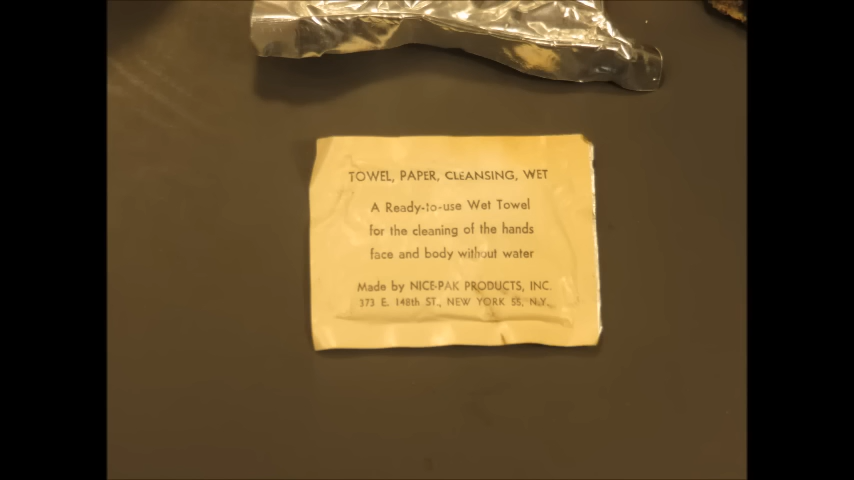 TOWEL, PAPER, CLEANSING, WET
A Ready-to-use Wet Towel
for the cleaning of the hands
face and body without water
Made by NICE-PAK PRODUCTS, INC.
373 E. 148th ST., NEW YORK 55, N.Y.